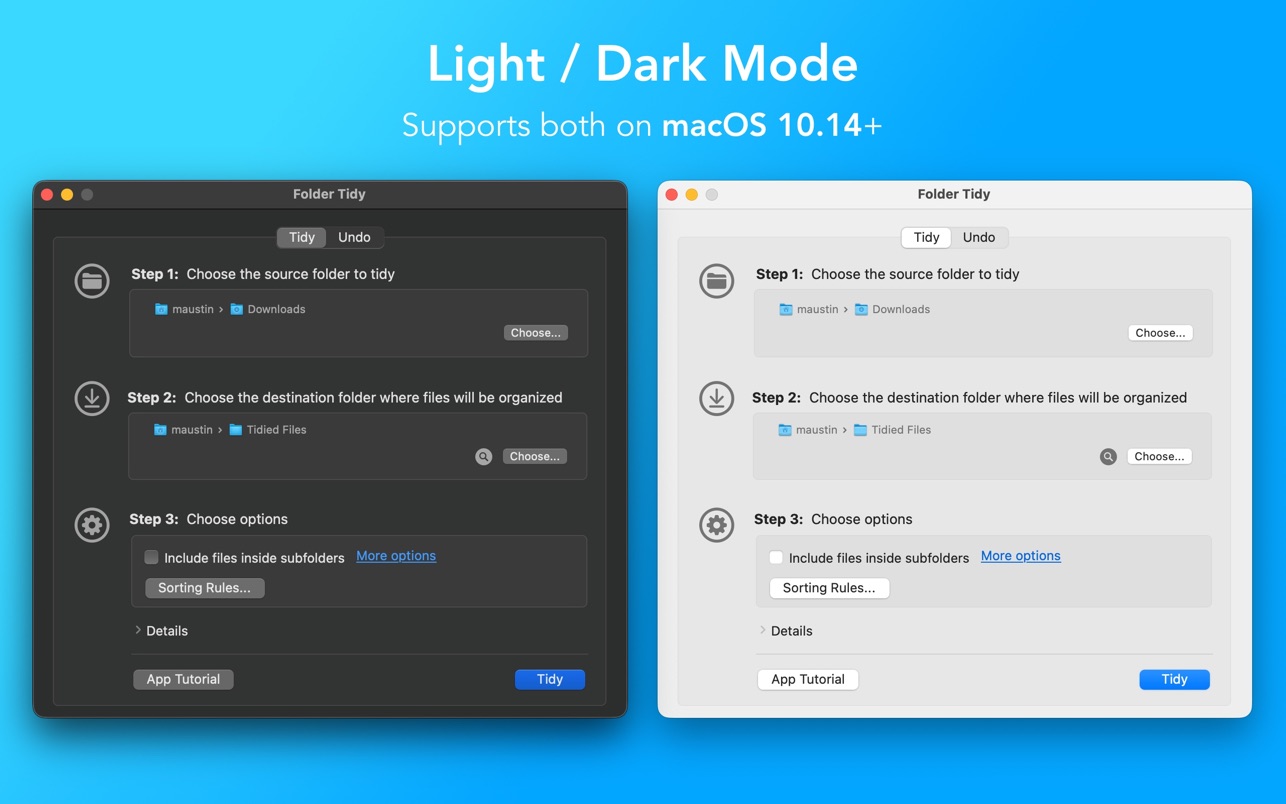 Light / Dark Mode
Supports both on macOS 10.14+
Folder Tidy
Tidy Undo
Step 1: Choose the source folder to tidy
maustin › Downloads
Choose...
Step 2: Choose the destination folder where files will be organized
maustin › Tidied Files
Choose...
Step 3: Choose options
Include files inside subfolders More options
Sorting Rules...
Details
App Tutorial Tidy
Folder Tidy
Tidy Undo
Step 1: Choose the source folder to tidy
maustin › Downloads
Choose...
Step 2: Choose the destination folder where files will be organized
maustin › Tidied Files
Choose...
Step 3: Choose options
Include files inside subfolders More options
Sorting Rules...
Details
App Tutorial Tidy